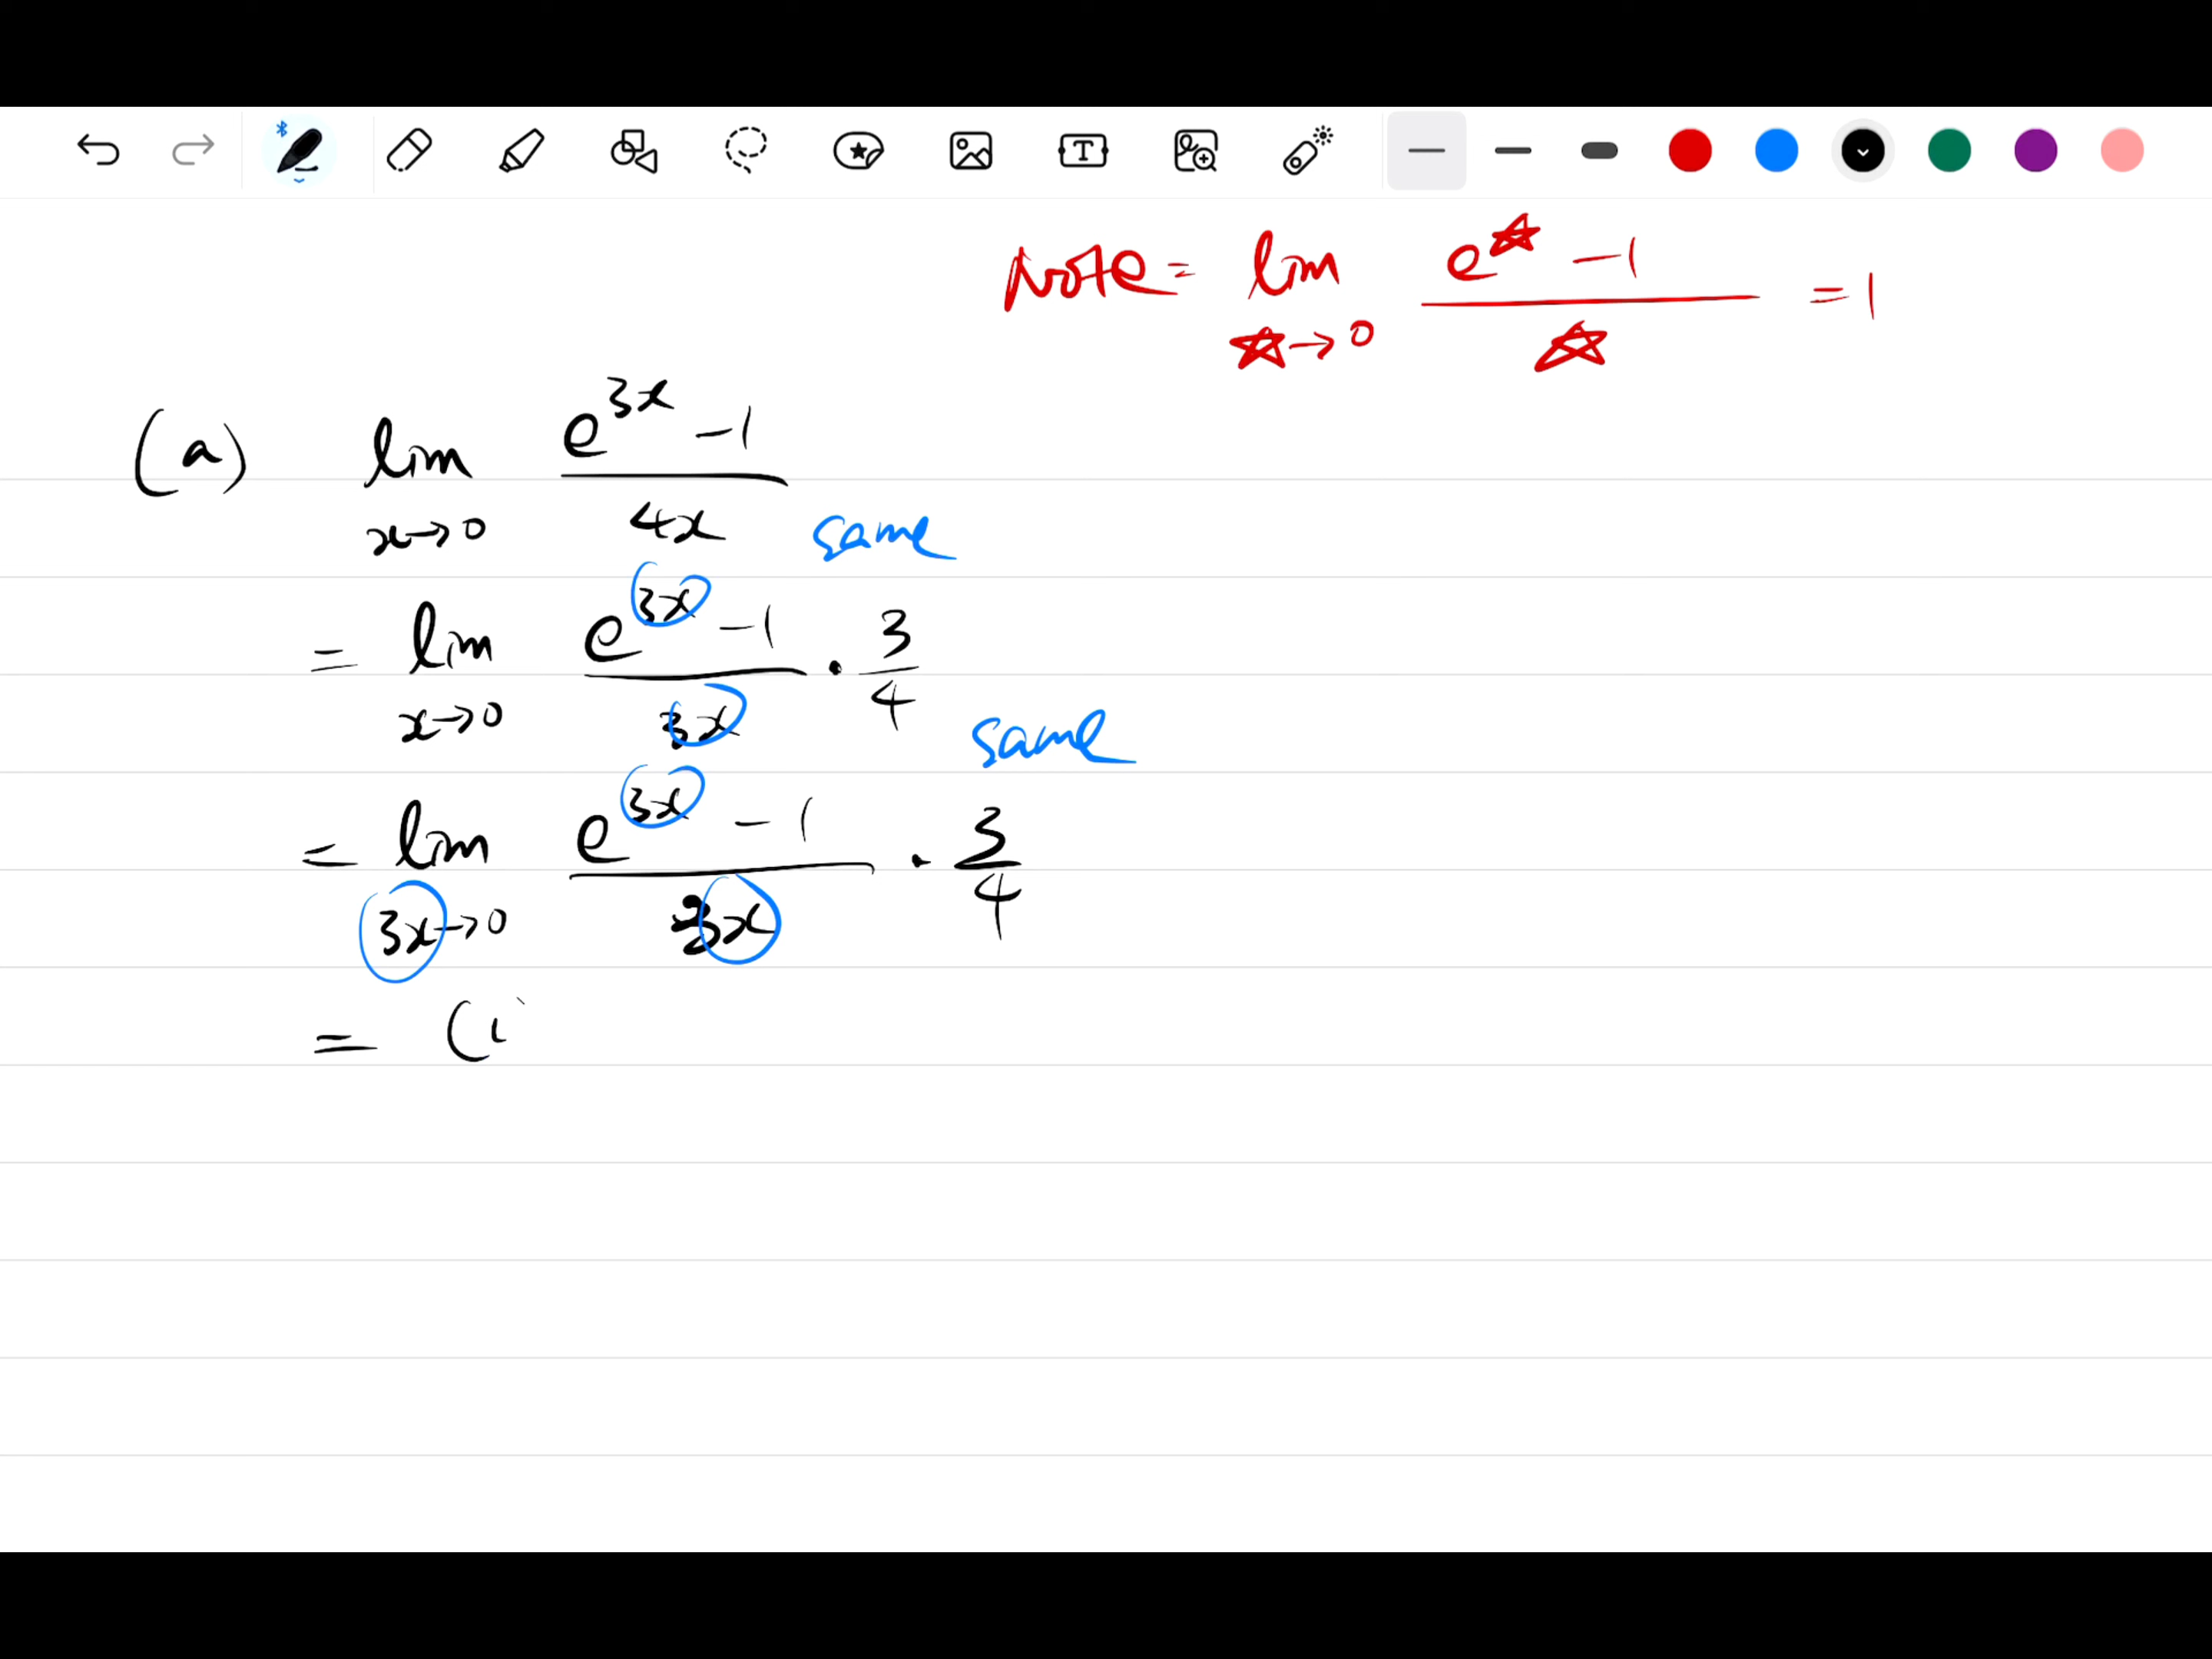 Note = lim e^☆ - 1 / ☆ = 1
☆→0
(a) lim e^3x - 1 / 4x
x→0
same
= lim e^3x - 1 / 3x · 3/4
x→0
same
= lim e^3x - 1 / 3x · 3/4
3x→0
= (1